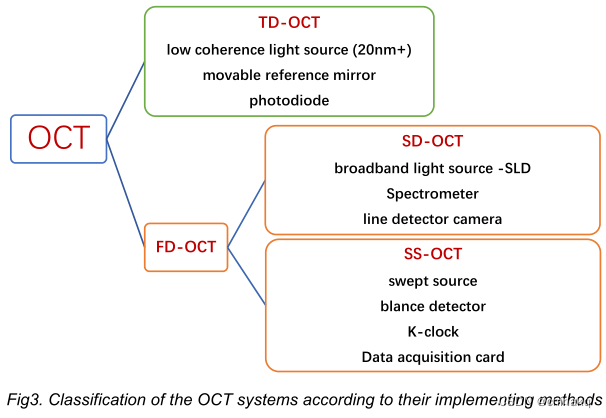 OCT
TD-OCT
low coherence light source (20nm+)
movable reference mirror
photodiode
FD-OCT
SD-OCT
broadband light source -SLD
Spectrometer
line detector camera
SS-OCT
swept source
blance detector
K-clock
Data acquisition card
Fig3. Classification of the OCT systems according to their implementing methods